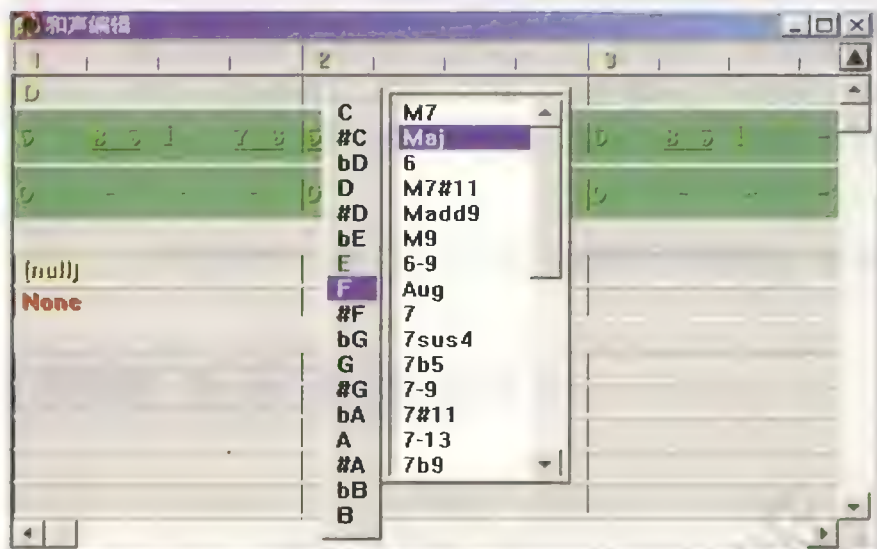 和声编辑
1 2 3
D
(null)
None
C
#C
bD
D
#D
bE
E
F
#F
bG
G
#G
bA
A
#A
bB
B
M7
Maj
6
M7#11
Madd9
M9
6-9
Aug
7
7sus4
7b5
7-9
7#11
7-13
7b9